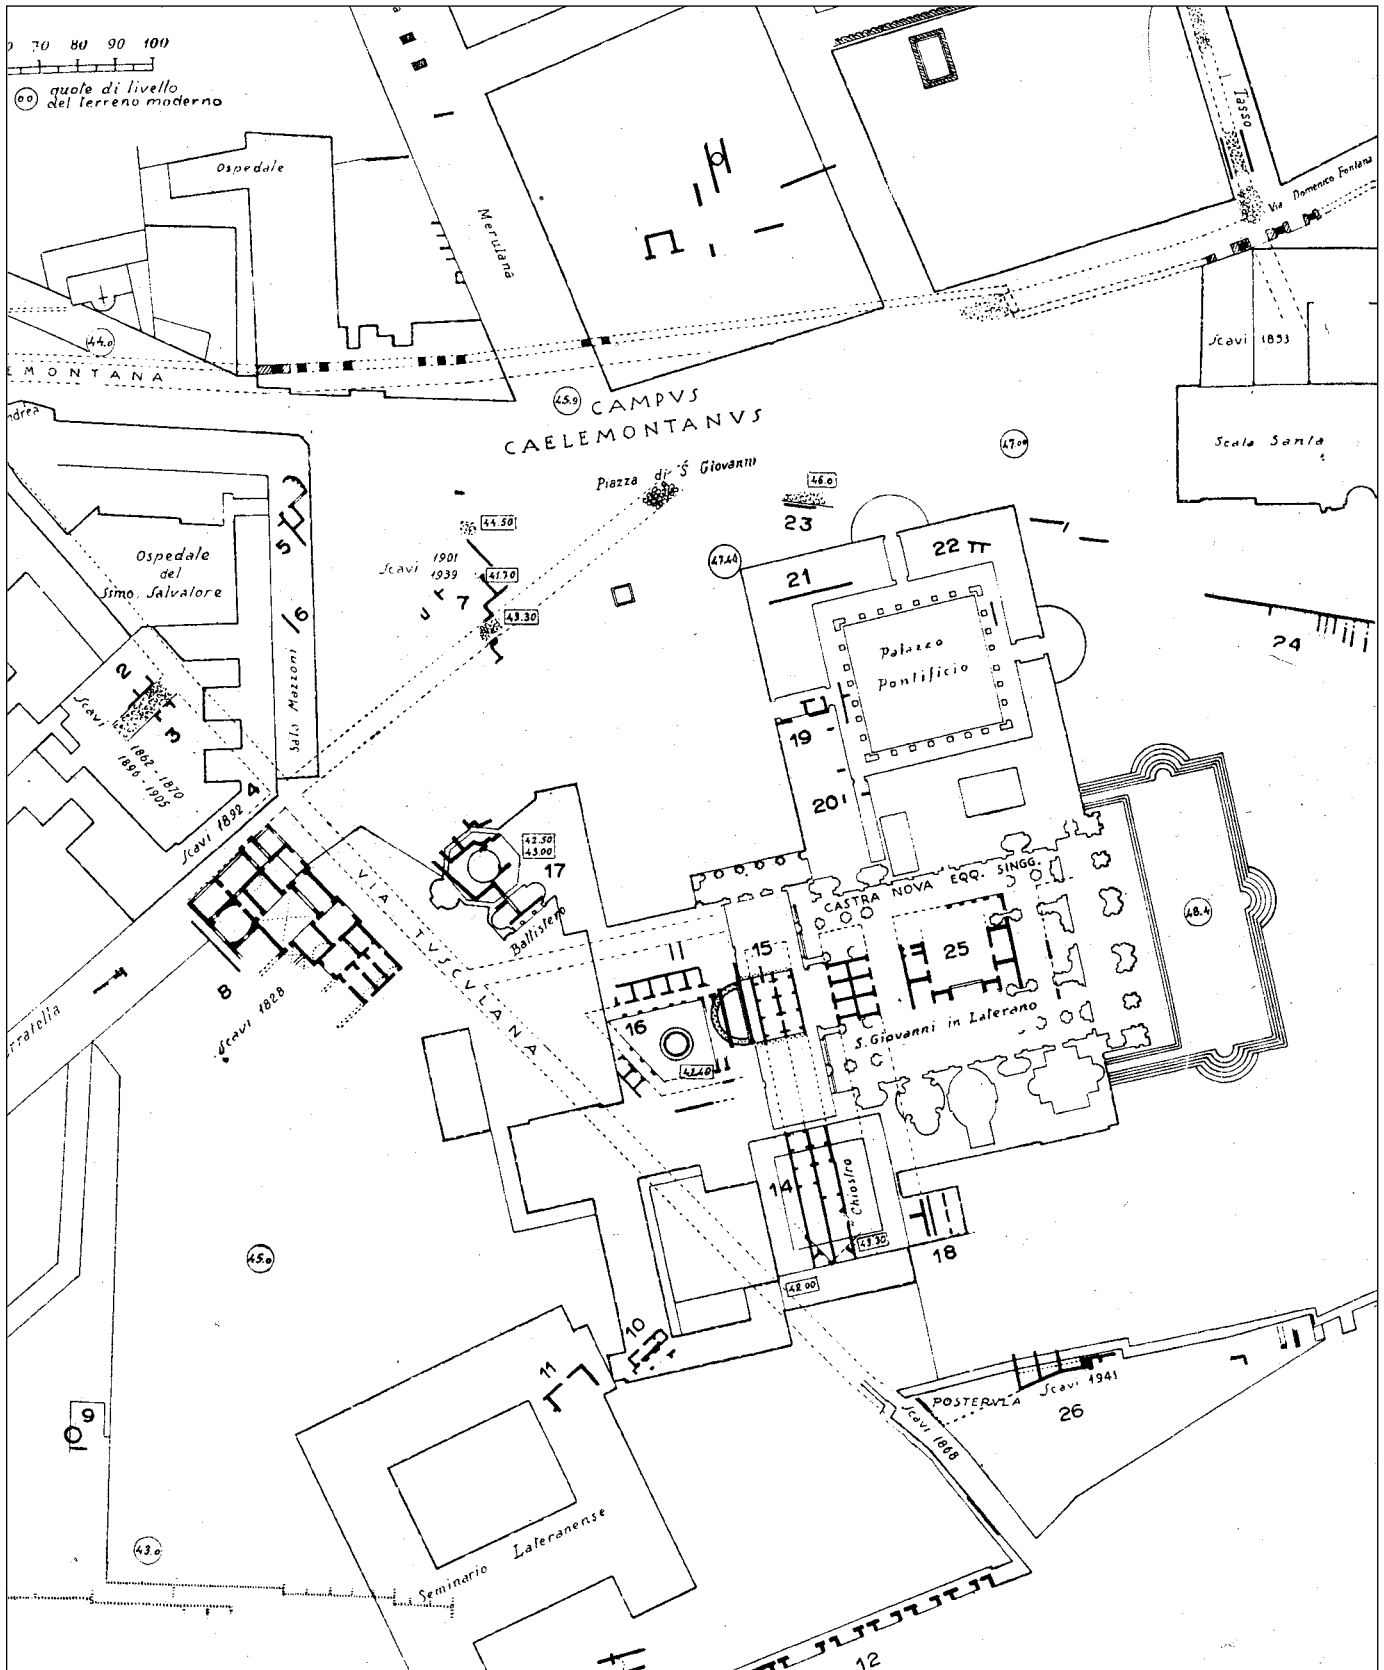 70 80 90 100
00 quote di livello
del terreno moderno
Ospedale
Merulana
Tasso
Via Domenico Fontana
44.0
EMONTANA
ndrea
45.9 CAMPVS
CAELEMONTANVS
Piazza di S Giovanni
47.00
Scavi 1853
Scala Santa
46.0
23
44.50
Scavi 1901
1939
41.70
7
43.30
5
6
Ospedale
del
Ssmo. Salvatore
Sala Mazzoni
2
3
Scavi
1862-1870
1896-1905
4
Scavi 1892
47.44
21
22
Palazzo
Pontificio
24
19
20
42.50
43.00
17
Battistero
VIA TVSCVLANA
8
Scavi 1828
CASTRA NOVA EQQ. SINGG.
48.4
15
25
16
42.40
S. Giovanni in Laterano
14
Chiostro
43.30
18
42.00
45.0
10
11
POSTERVLA
Scavi 1941
26
Scavi 1868
9
43.0
Seminario Lateranense
12